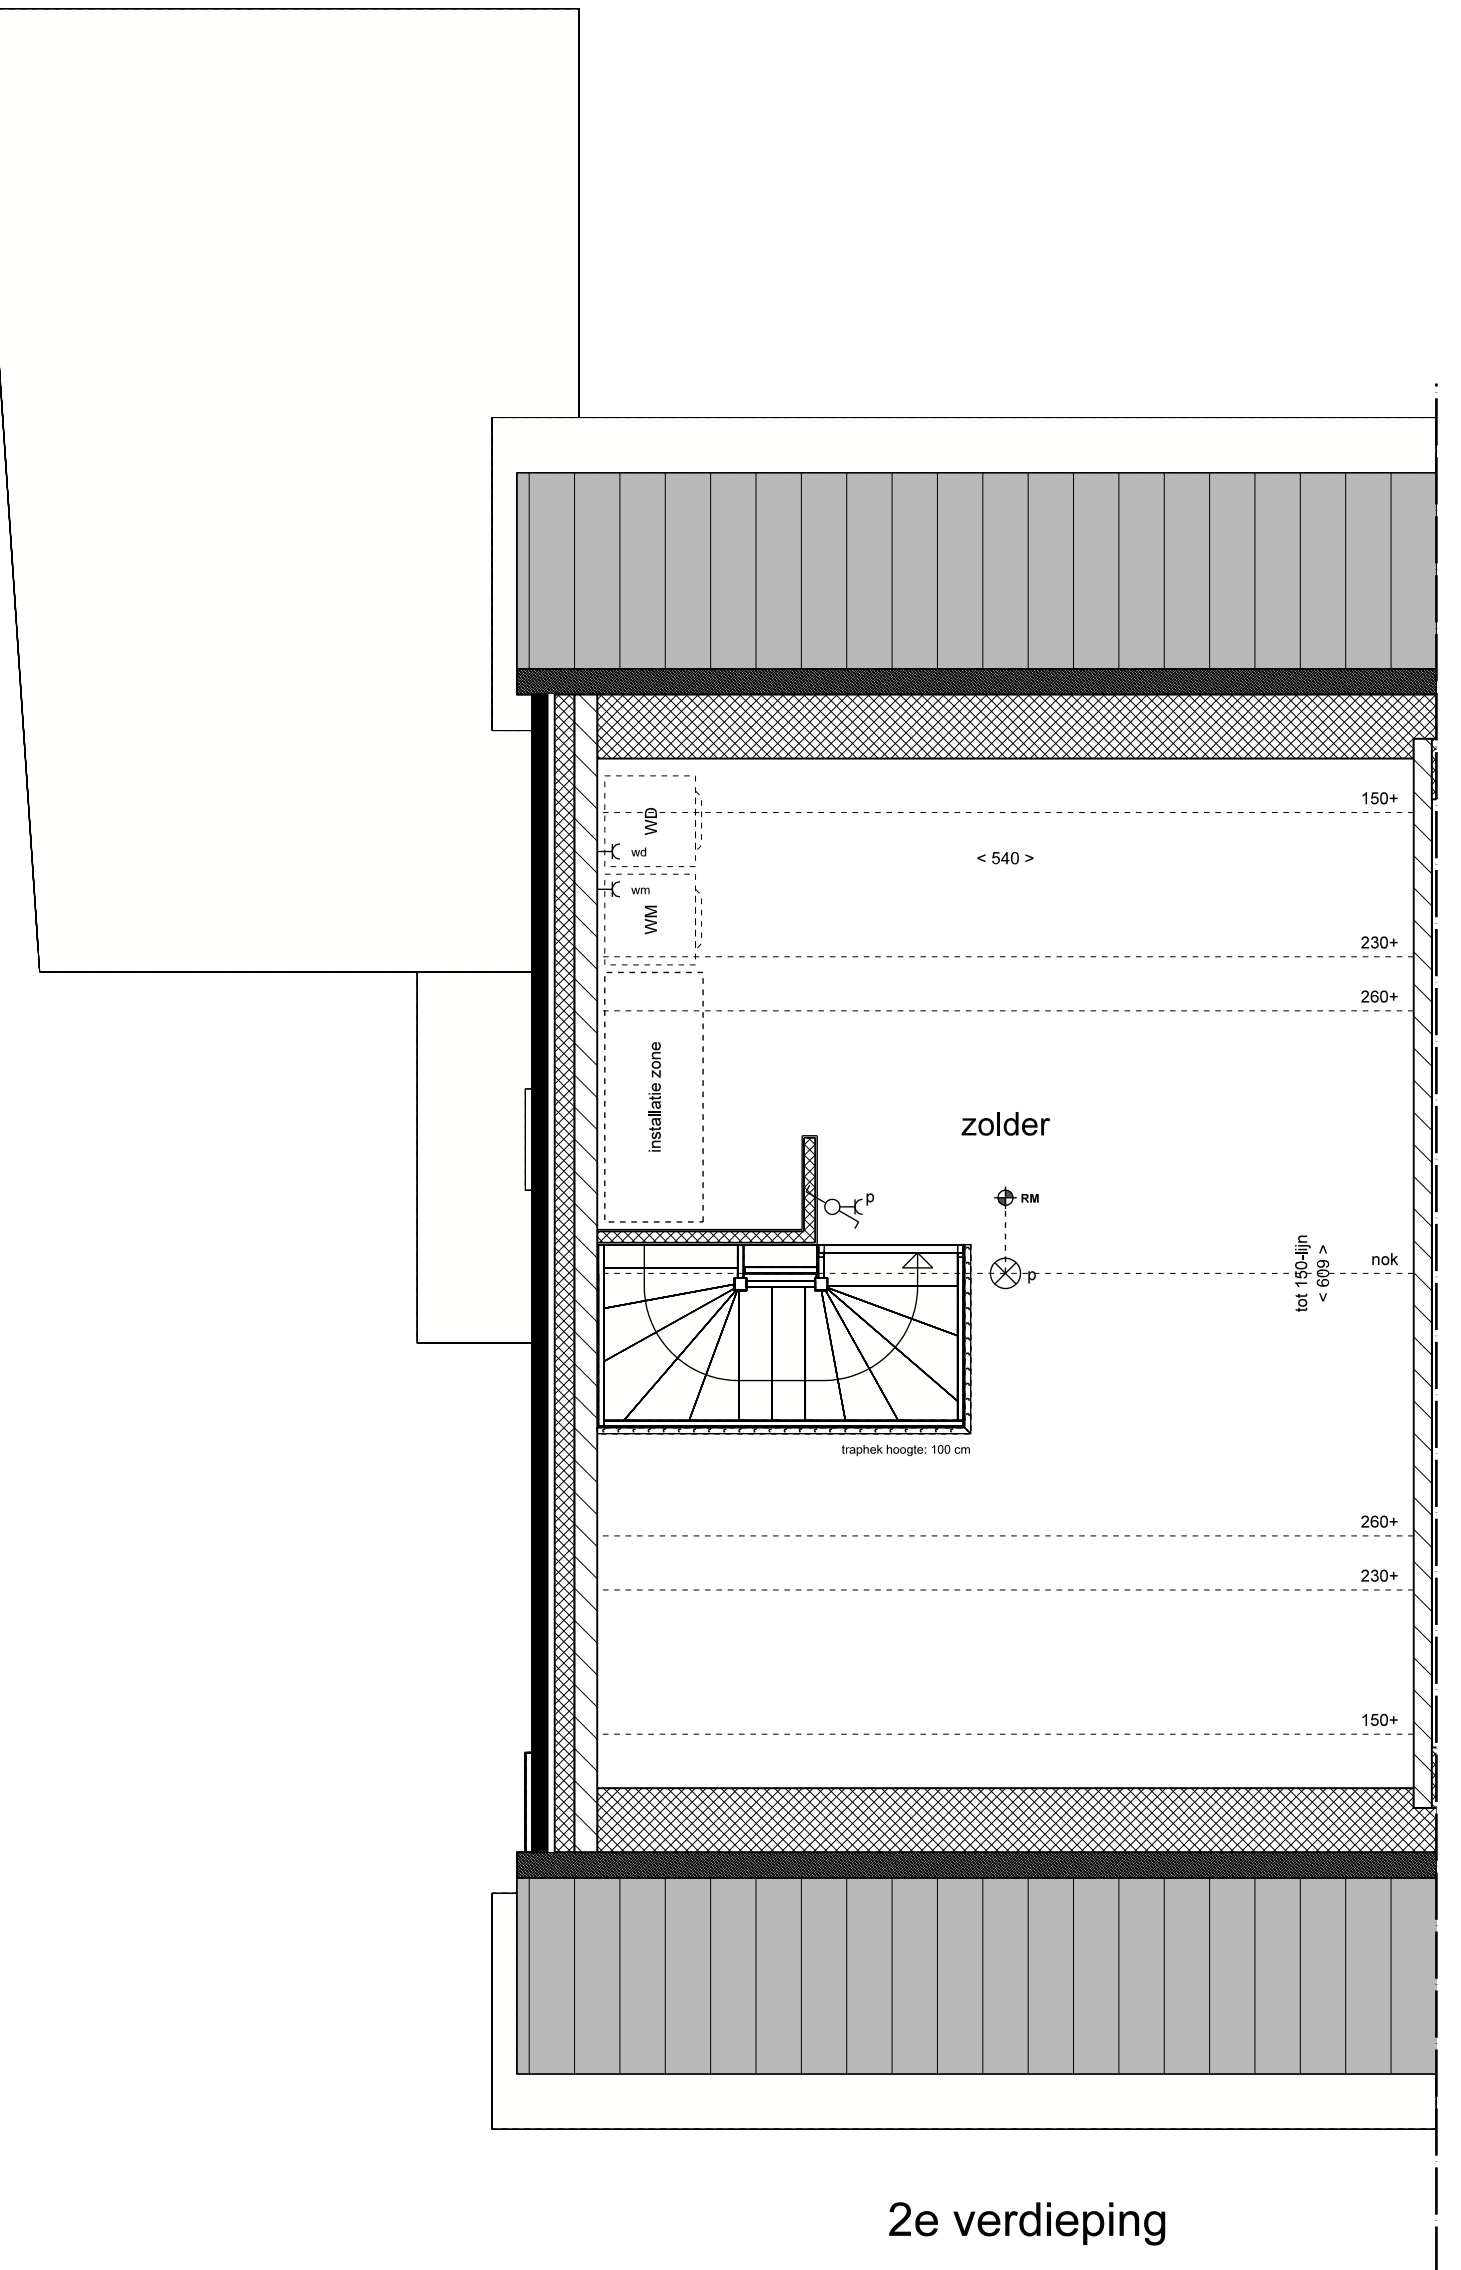 150+
WD
wd
< 540 >
wm
WM
230+
260+
installatie zone
zolder
p
RM
tot 150-lijn
< 609 >
nok
p
traphek hoogte: 100 cm
260+
230+
150+
2e verdieping